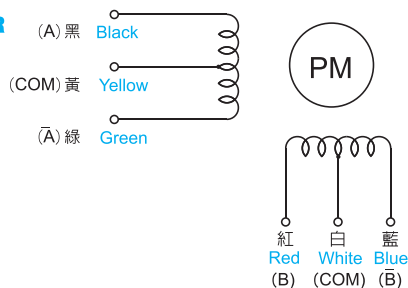 (A) 黑 Black
(COM) 黃 Yellow
(A̅) 綠 Green
PM
紅 白 藍
Red White Blue
(B) (COM) (B̅)